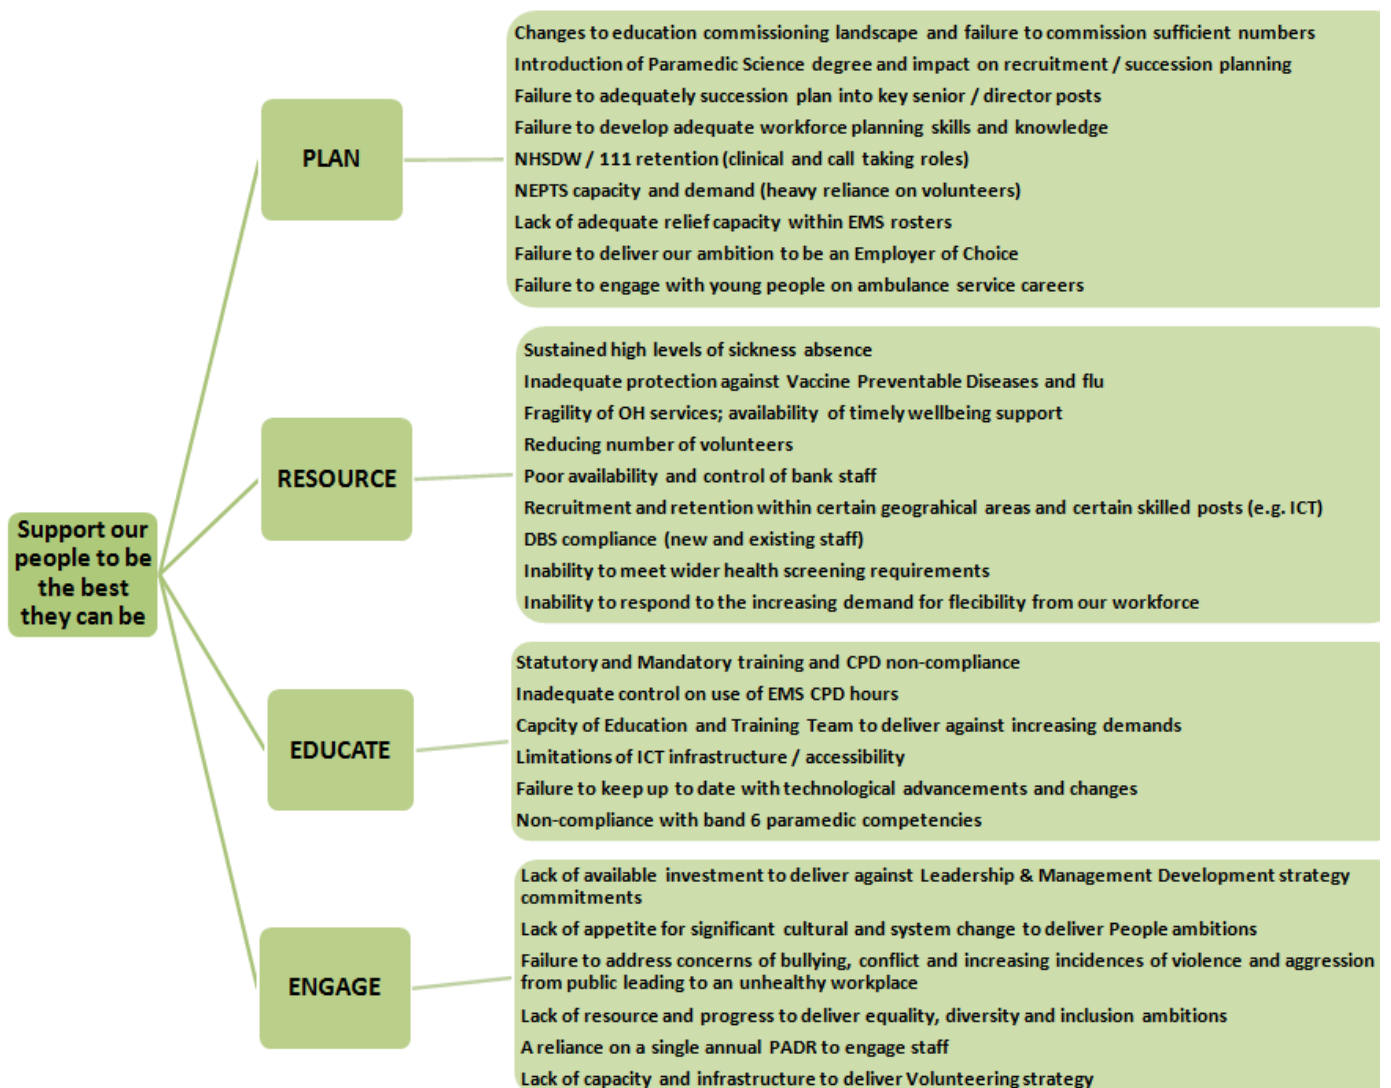 Support our
people to be
the best
they can be
PLAN
Changes to education commissioning landscape and failure to commission sufficient numbers
Introduction of Paramedic Science degree and impact on recruitment / succession planning
Failure to adequately succession plan into key senior / director posts
Failure to develop adequate workforce planning skills and knowledge
NHSDW / 111 retention (clinical and call taking roles)
NEPTS capacity and demand (heavy reliance on volunteers)
Lack of adequate relief capacity within EMS rosters
Failure to deliver our ambition to be an Employer of Choice
Failure to engage with young people on ambulance service careers
RESOURCE
Sustained high levels of sickness absence
Inadequate protection against Vaccine Preventable Diseases and flu
Fragility of OH services; availability of timely wellbeing support
Reducing number of volunteers
Poor availability and control of bank staff
Recruitment and retention within certain geograhical areas and certain skilled posts (e.g. ICT)
DBS compliance (new and existing staff)
Inability to meet wider health screening requirements
Inability to respond to the increasing demand for flecibility from our workforce
EDUCATE
Statutory and Mandatory training and CPD non-compliance
Inadequate control on use of EMS CPD hours
Capcity of Education and Training Team to deliver against increasing demands
Limitations of ICT infrastructure / accessibility
Failure to keep up to date with technological advancements and changes
Non-compliance with band 6 paramedic competencies
ENGAGE
Lack of available investment to deliver against Leadership & Management Development strategy
commitments
Lack of appetite for significant cultural and system change to deliver People ambitions
Failure to address concerns of bullying, conflict and increasing incidences of violence and aggression
from public leading to an unhealthy workplace
Lack of resource and progress to deliver equality, diversity and inclusion ambitions
A reliance on a single annual PADR to engage staff
Lack of capacity and infrastructure to deliver Volunteering strategy